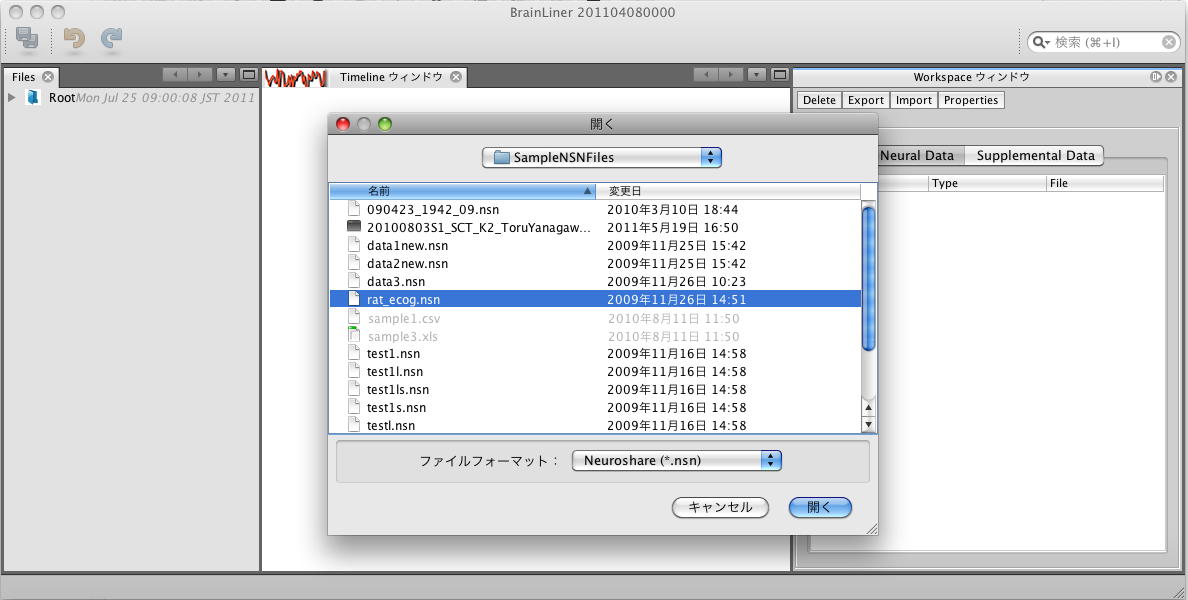 BrainLiner 201104080000
検索 (⌘+I)
Files
Timeline ウィンドウ
Workspace ウィンドウ
Root Mon Jul 25 09:00:08 JST 2011
Delete Export Import Properties
開く
SampleNSNFiles
Neural Data Supplemental Data
Type File
名前 変更日
090423_1942_09.nsn 2010年3月10日 18:44
20100803S1_SCT_K2_ToruYanagaw... 2011年5月19日 16:50
data1new.nsn 2009年11月25日 15:42
data2new.nsn 2009年11月25日 15:42
data3.nsn 2009年11月26日 10:23
rat_ecog.nsn 2009年11月26日 14:51
sample1.csv 2010年8月11日 11:50
sample3.xls 2010年8月11日 11:50
test1.nsn 2009年11月16日 14:58
test1l.nsn 2009年11月16日 14:58
test1ls.nsn 2009年11月16日 14:58
test1s.nsn 2009年11月16日 14:58
testl.nsn 2009年11月16日 14:58
ファイルフォーマット： Neuroshare (*.nsn)
キャンセル 開く